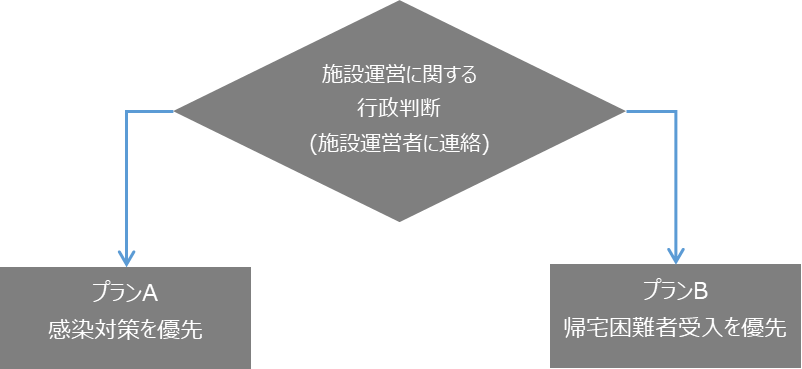 施設運営に関する
行政判断
(施設運営者に連絡)
プランA
感染対策を優先
プランB
帰宅困難者受入を優先